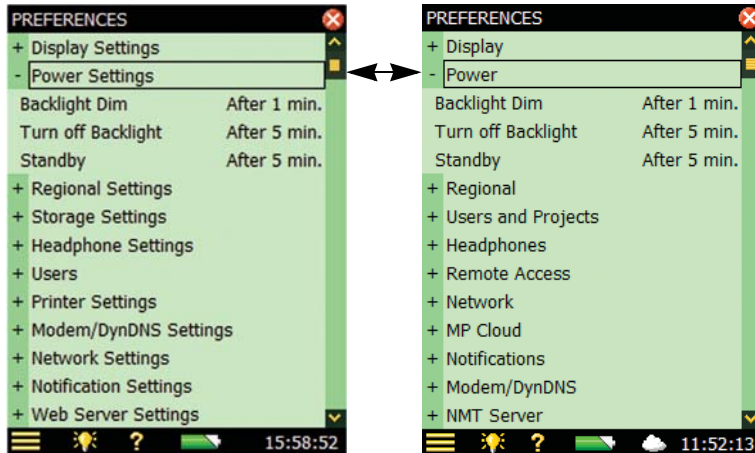 PREFERENCES
+ Display Settings
- Power Settings
Backlight Dim After 1 min.
Turn off Backlight After 5 min.
Standby After 5 min.
+ Regional Settings
+ Storage Settings
+ Headphone Settings
+ Users
+ Printer Settings
+ Modem/DynDNS Settings
+ Network Settings
+ Notification Settings
+ Web Server Settings
? 15:58:52
PREFERENCES
+ Display
- Power
Backlight Dim After 1 min.
Turn off Backlight After 5 min.
Standby After 5 min.
+ Regional
+ Users and Projects
+ Headphones
+ Remote Access
+ Network
+ MP Cloud
+ Notifications
+ Modem/DynDNS
+ NMT Server
? 11:52:13